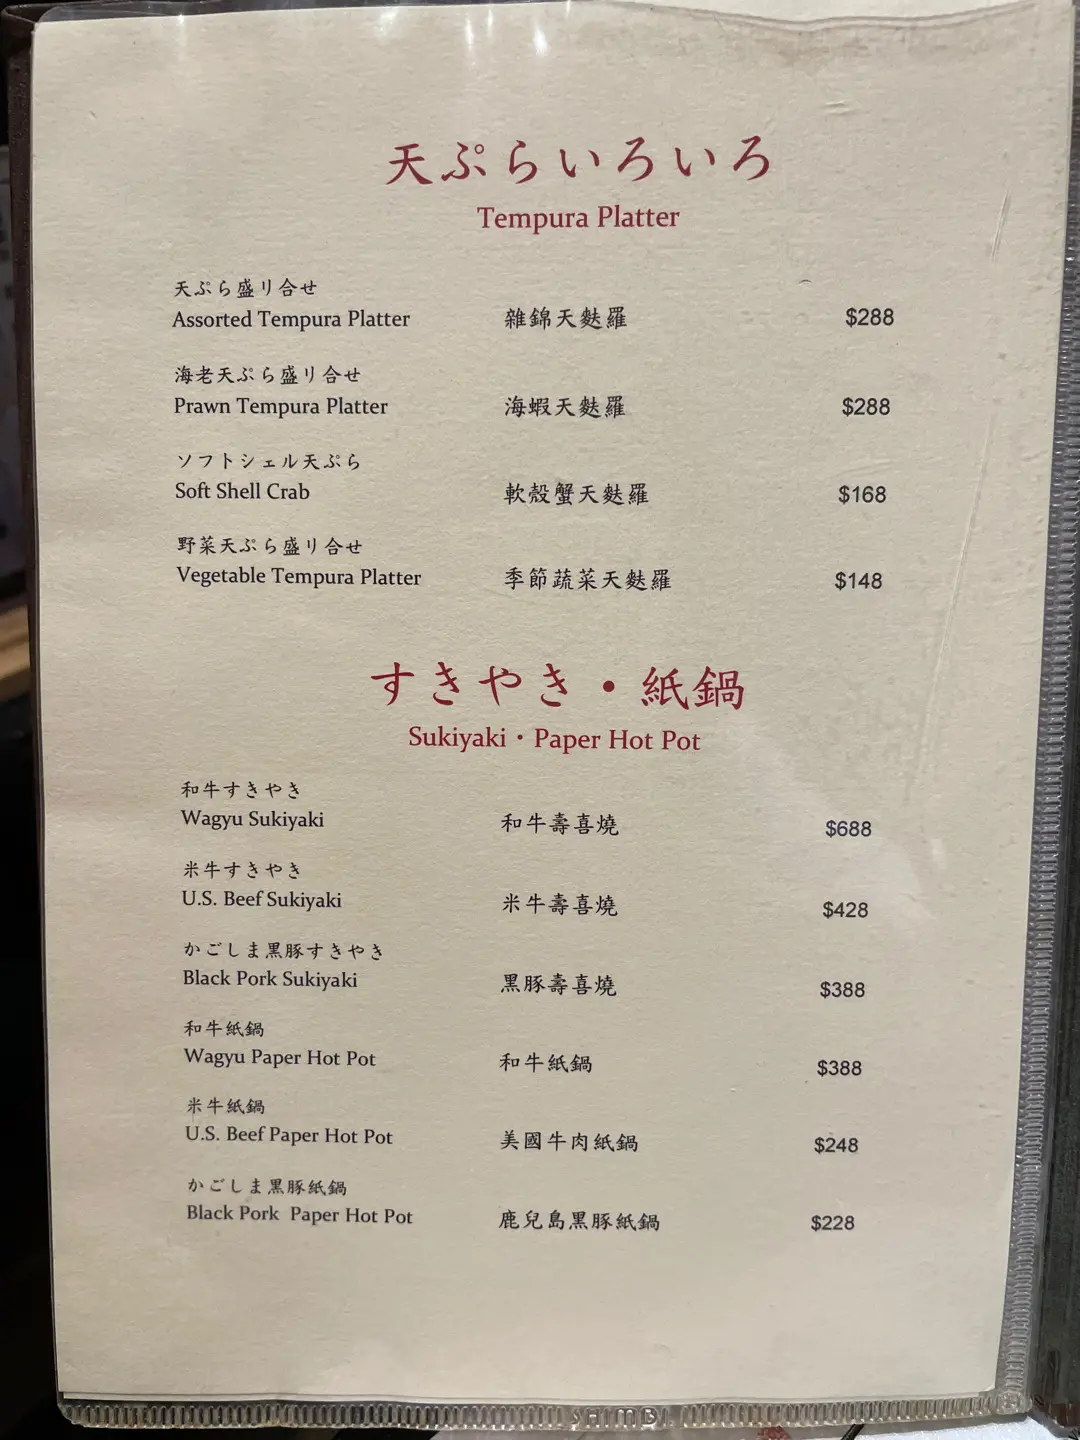 天ぷらいろいろ
Tempura Platter
天ぷら盛り合せ
Assorted Tempura Platter 雜錦天麩羅 $288
海老天ぷら盛り合せ
Prawn Tempura Platter 海蝦天麩羅 $288
ソフトシェル天ぷら
Soft Shell Crab 軟殻蟹天麩羅 $168
野菜天ぷら盛り合せ
Vegetable Tempura Platter 季節蔬菜天麩羅 $148
すきやき・紙鍋
Sukiyaki・Paper Hot Pot
和牛すきやき
Wagyu Sukiyaki 和牛壽喜燒 $688
米牛すきやき
U.S. Beef Sukiyaki 米牛壽喜燒 $428
かごしま黒豚すきやき
Black Pork Sukiyaki 黒豚壽喜燒 $388
和牛紙鍋
Wagyu Paper Hot Pot 和牛紙鍋 $388
米牛紙鍋
U.S. Beef Paper Hot Pot 美國牛肉紙鍋 $248
かごしま黒豚紙鍋
Black Pork Paper Hot Pot 鹿兒島黒豚紙鍋 $228
SHIMBI